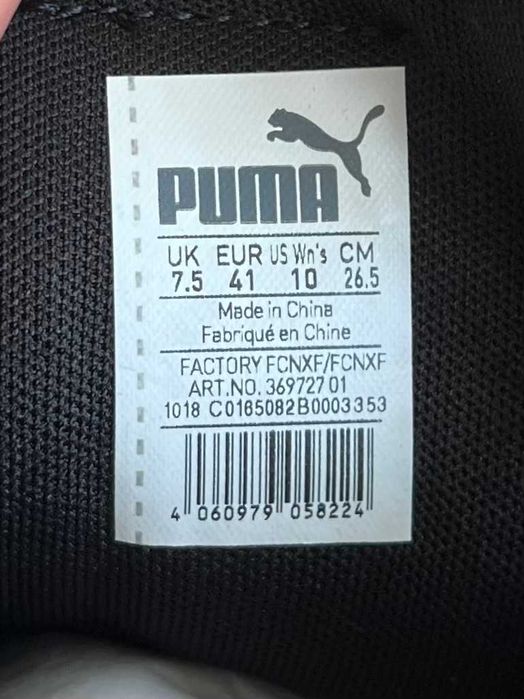 PUMA
UK EUR US Wn's CM
7.5 41 10 26.5
Made in China
Fabriqué en Chine
FACTORY FCNXF/FCNXF
ART.NO. 369727 01
1018 C0165082B0003353
4 060979 058224